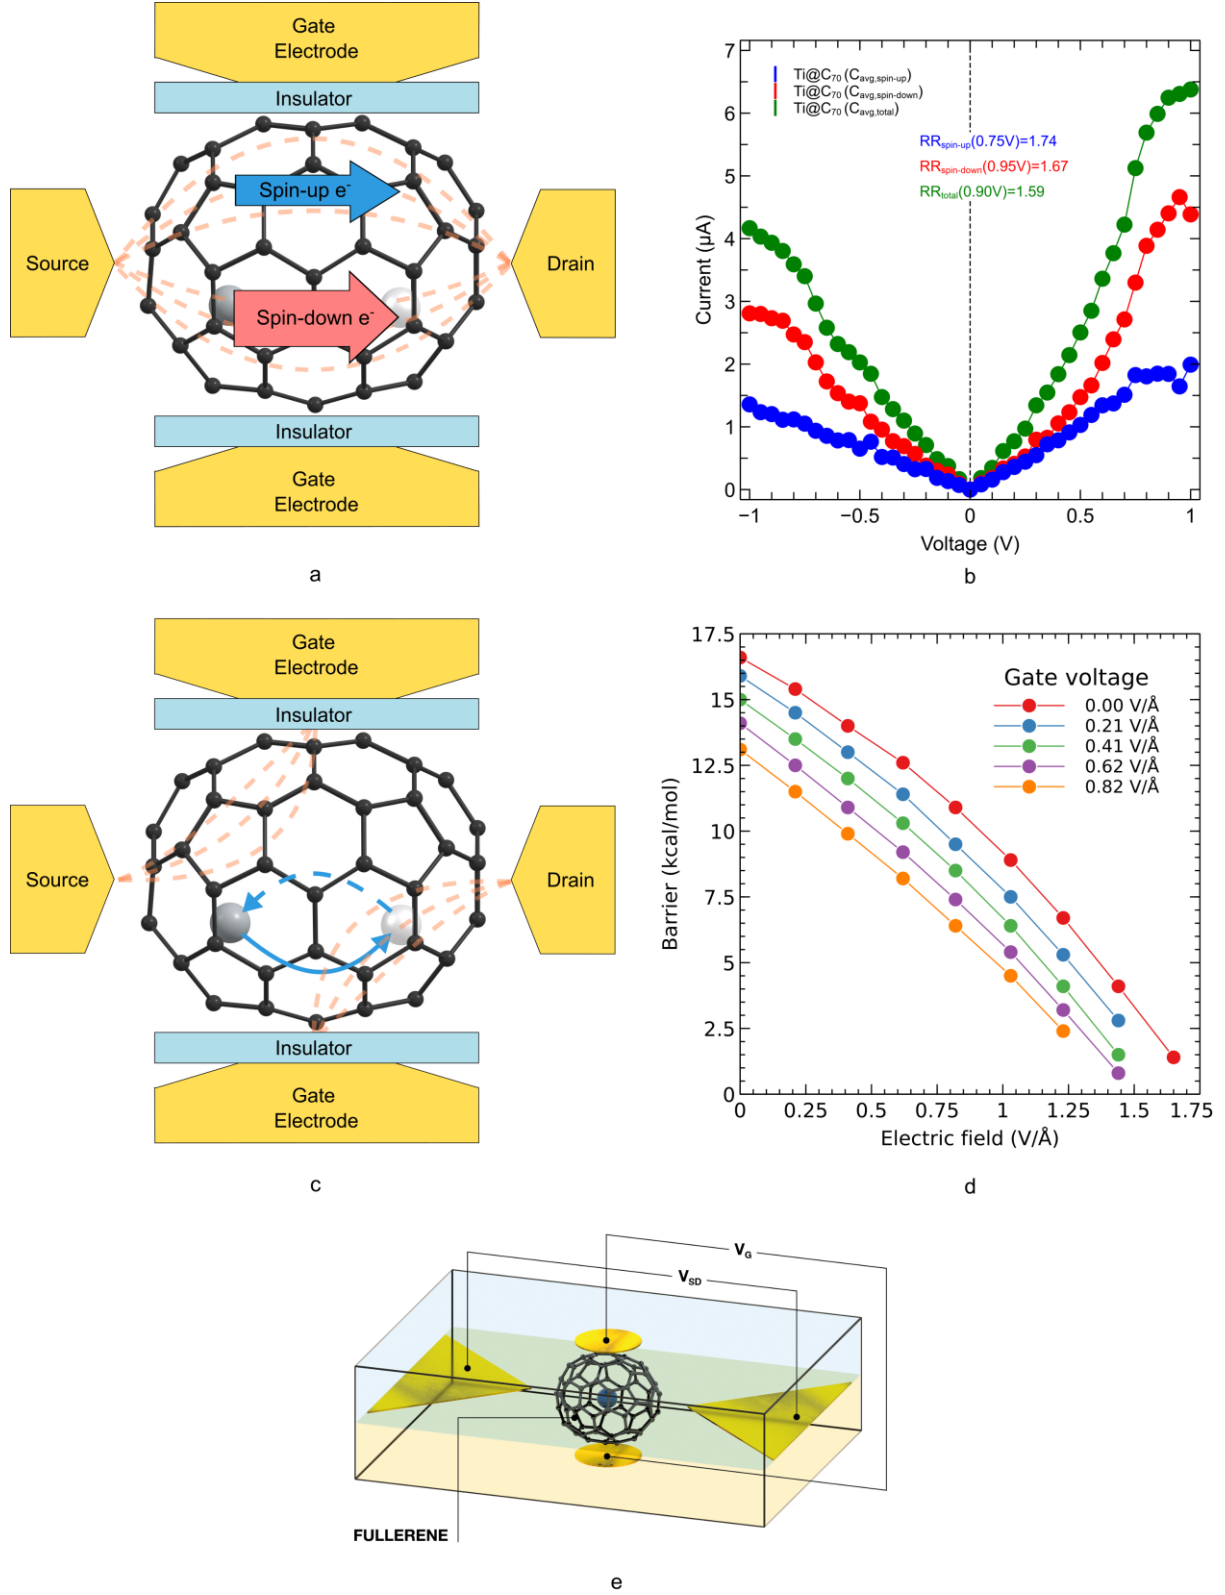 Gate
Electrode
Insulator
Spin-up e-
Source
Drain
Spin-down e-
Insulator
Gate
Electrode
a
7
6
5
4
3
2
1
0
Current (µA)
Ti@C70 (Cavg,spin-up)
Ti@C70 (Cavg,spin-down)
Ti@C70 (Cavg,total)
RRspin-up(0.75V)=1.74
RRspin-down(0.95V)=1.67
RRtotal(0.90V)=1.59
−1 −0.5 0 0.5 1
Voltage (V)
b
Gate
Electrode
Insulator
Source
Drain
Insulator
Gate
Electrode
c
17.5
15
12.5
10
7.5
5
2.5
0
Barrier (kcal/mol)
Gate voltage
0.00 V/Å
0.21 V/Å
0.41 V/Å
0.62 V/Å
0.82 V/Å
0 0.25 0.5 0.75 1 1.25 1.5 1.75
Electric field (V/Å)
d
VG
VSD
FULLERENE
e